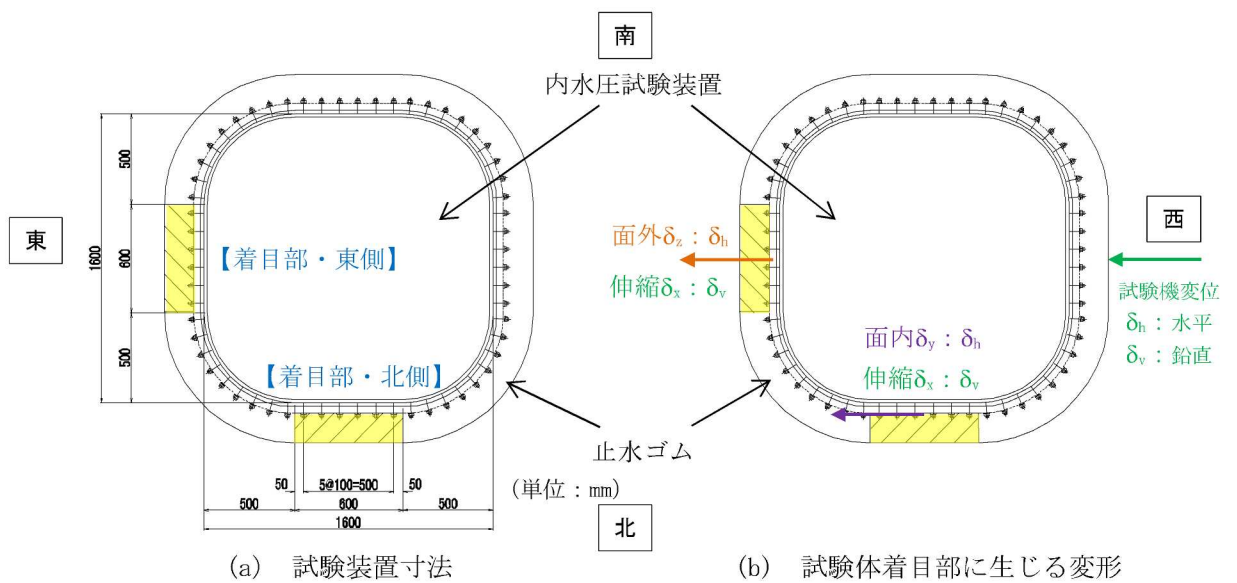 南
内水圧試験装置
東
西
500
600
500
1600
【着目部・東側】
【着目部・北側】
面外δz：δh
伸縮δx：δv
面内δy：δh
伸縮δx：δv
試験機変位
δh：水平
δv：鉛直
止水ゴム
(単位：mm)
50
5@100=500
50
500
600
500
1600
北
(a) 試験装置寸法
(b) 試験体着目部に生じる変形